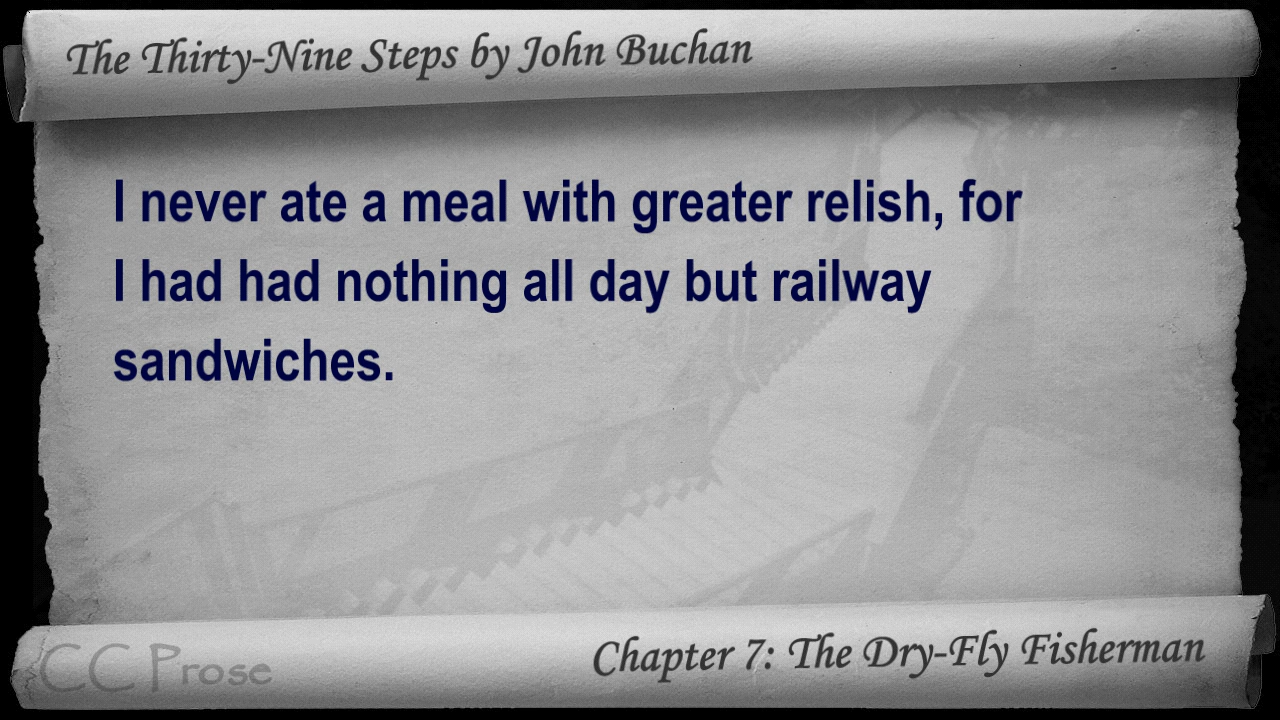 The Thirty-Nine Steps by John Buchan
I never ate a meal with greater relish, for
I had had nothing all day but railway
sandwiches.
CC Prose
Chapter 7: The Dry-Fly Fisherman